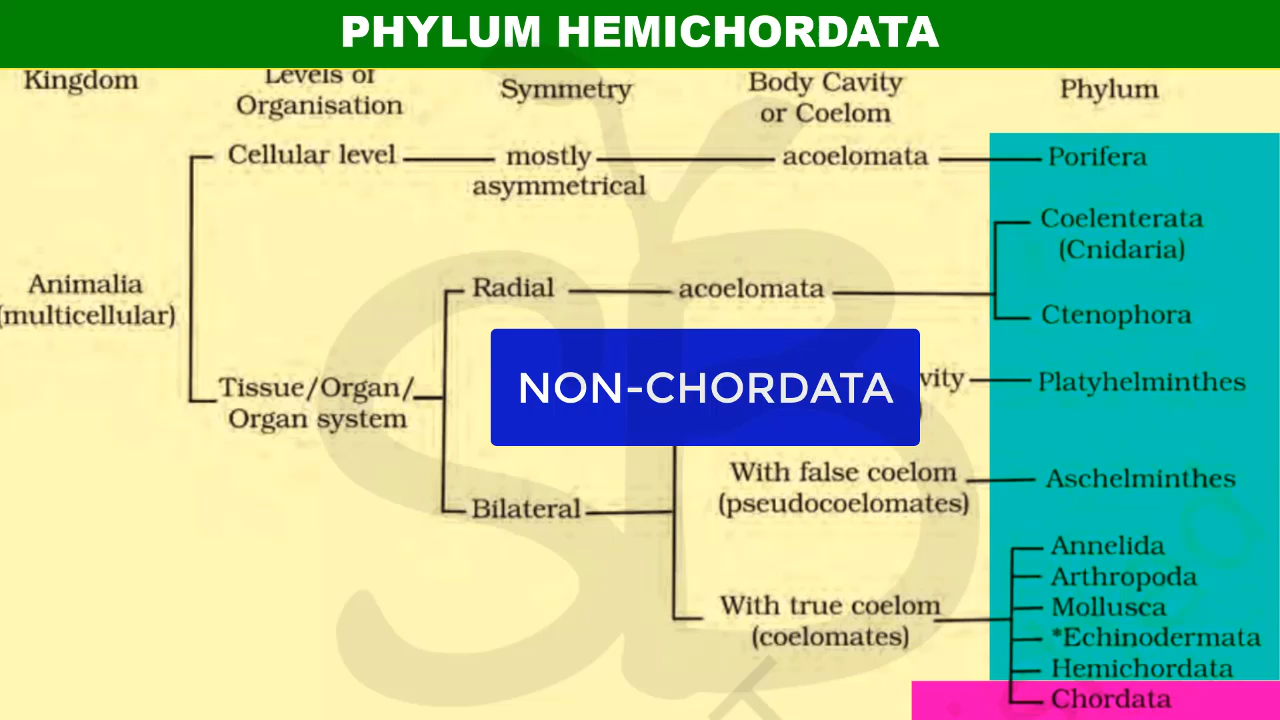 PHYLUM HEMICHORDATA
Kingdom
Levels of
Organisation
Symmetry
Body Cavity
or Coelom
Phylum
Cellular level
mostly
asymmetrical
acoelomata
Porifera
Coelenterata
(Cnidaria)
Animalia
(multicellular)
Radial
acoelomata
Ctenophora
NON-CHORDATA
vity
Platyhelminthes
Tissue/Organ/
Organ system
With false coelom
(pseudocoelomates)
Aschelminthes
Bilateral
Annelida
Arthropoda
With true coelom
(coelomates)
Mollusca
*Echinodermata
Hemichordata
Chordata